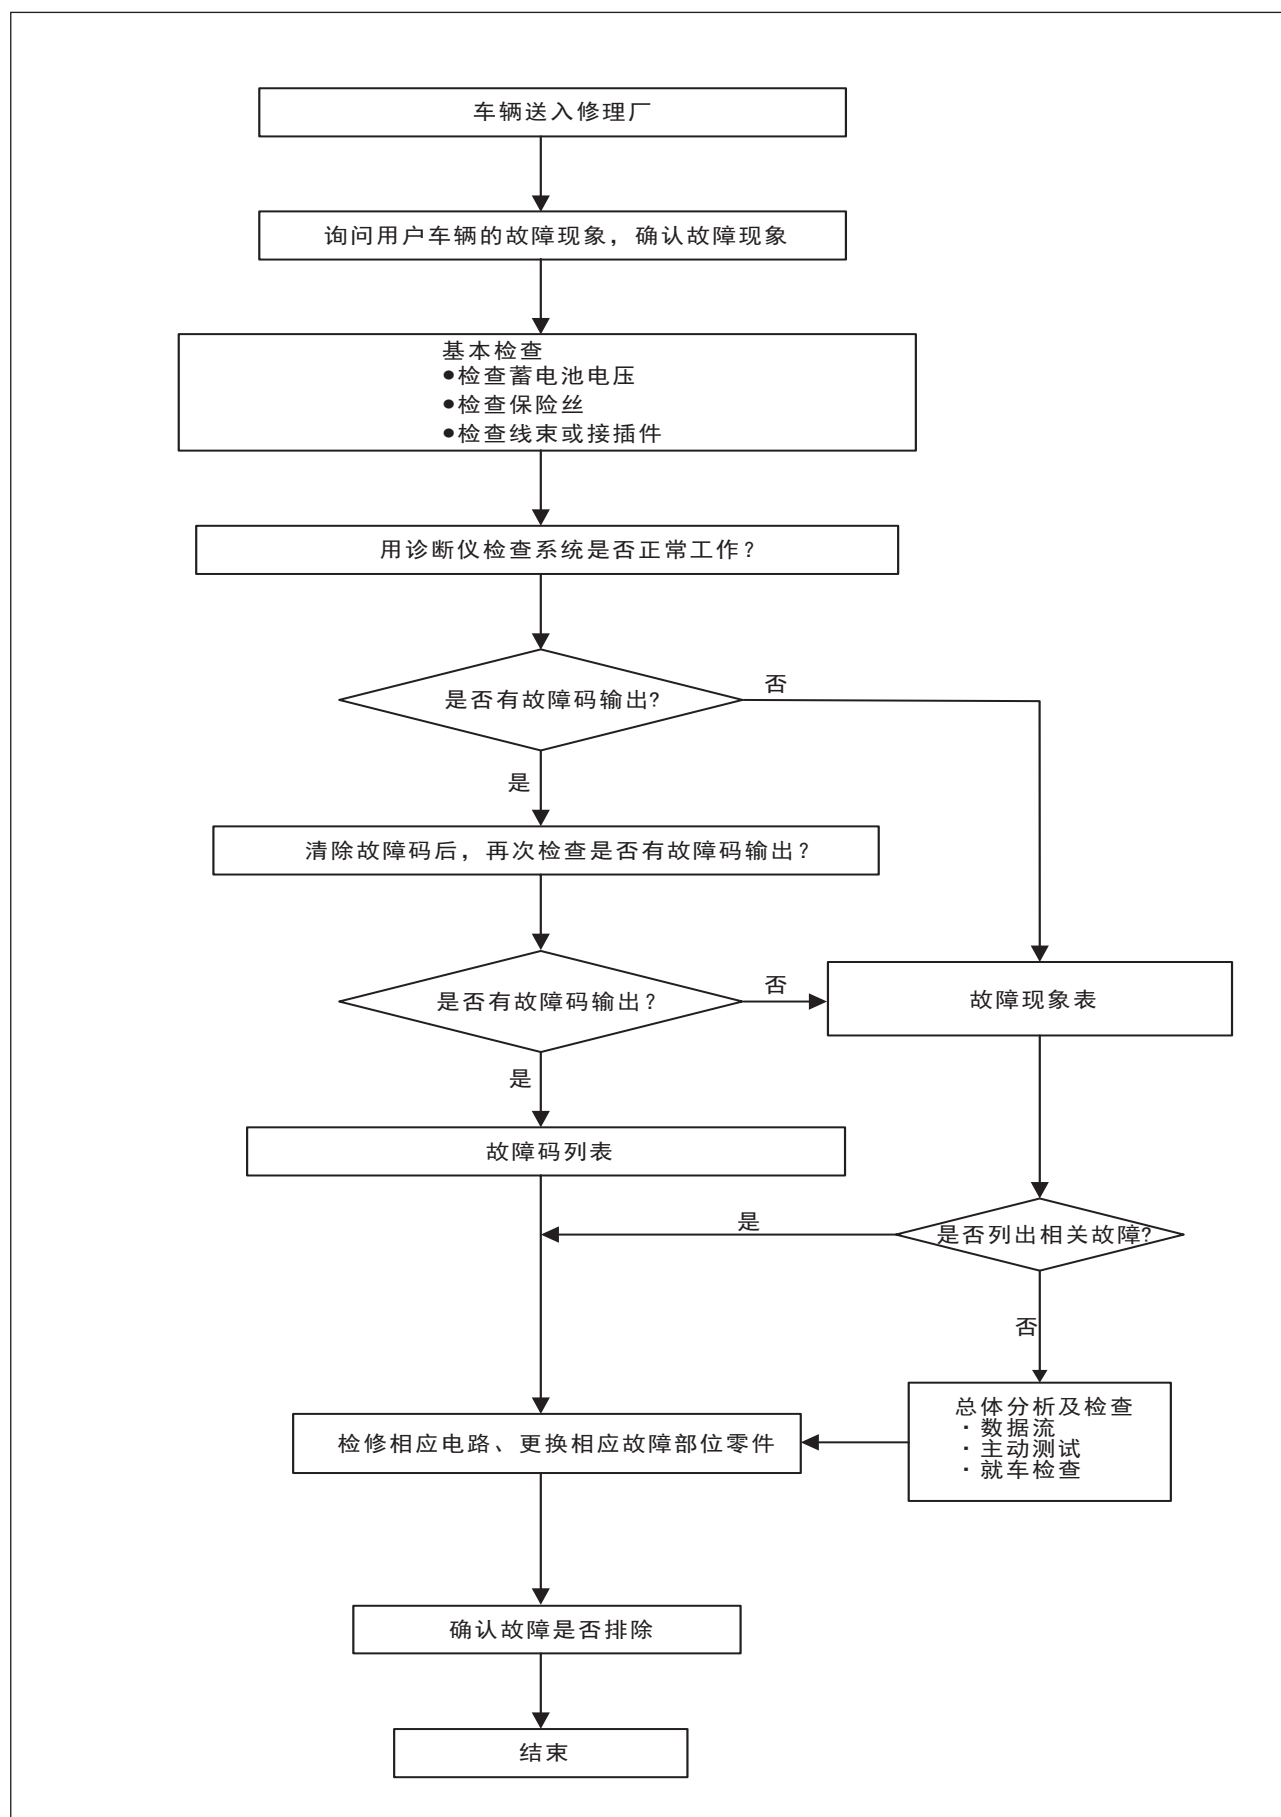 车辆送入修理厂
询问用户车辆的故障现象，确认故障现象
基本检查
●检查蓄电池电压
●检查保险丝
●检查线束或接插件
用诊断仪检查系统是否正常工作？
是否有故障码输出?
否
是
清除故障码后，再次检查是否有故障码输出？
是否有故障码输出？
否
故障现象表
是
故障码列表
是
是否列出相关故障?
否
总体分析及检查
·数据流
·主动测试
·就车检查
检修相应电路、更换相应故障部位零件
确认故障是否排除
结束